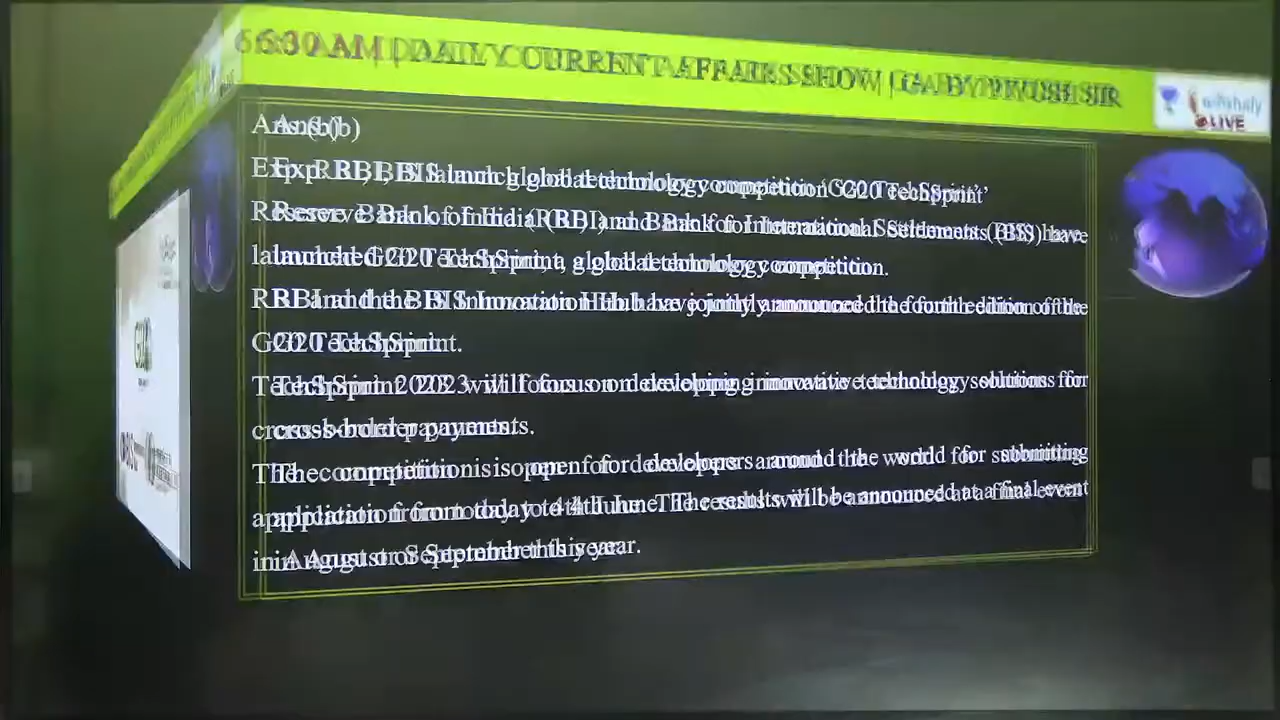 6:30 AM | DAILY CURRENT AFFAIRS SHOW | GA BY PIYUSH SIR
LIVE
Ans.(b)
Exp. RBI, BIS launch global technology competition ‘G20 TechSprint’
Reserve Bank of India (RBI) and Bank for International Settlements (BIS) have
launched G20 TechSprint, a global technology competition.
RBI and the BIS Innovation Hub have jointly announced the fourth edition of the
G20 TechSprint.
TechSprint 2023 will focus on developing innovative technology solutions for
cross-border payments.
The competition is open for developers around the world for submitting
application from today to 4th June. The results will be announced at a final event
in August or September this year.